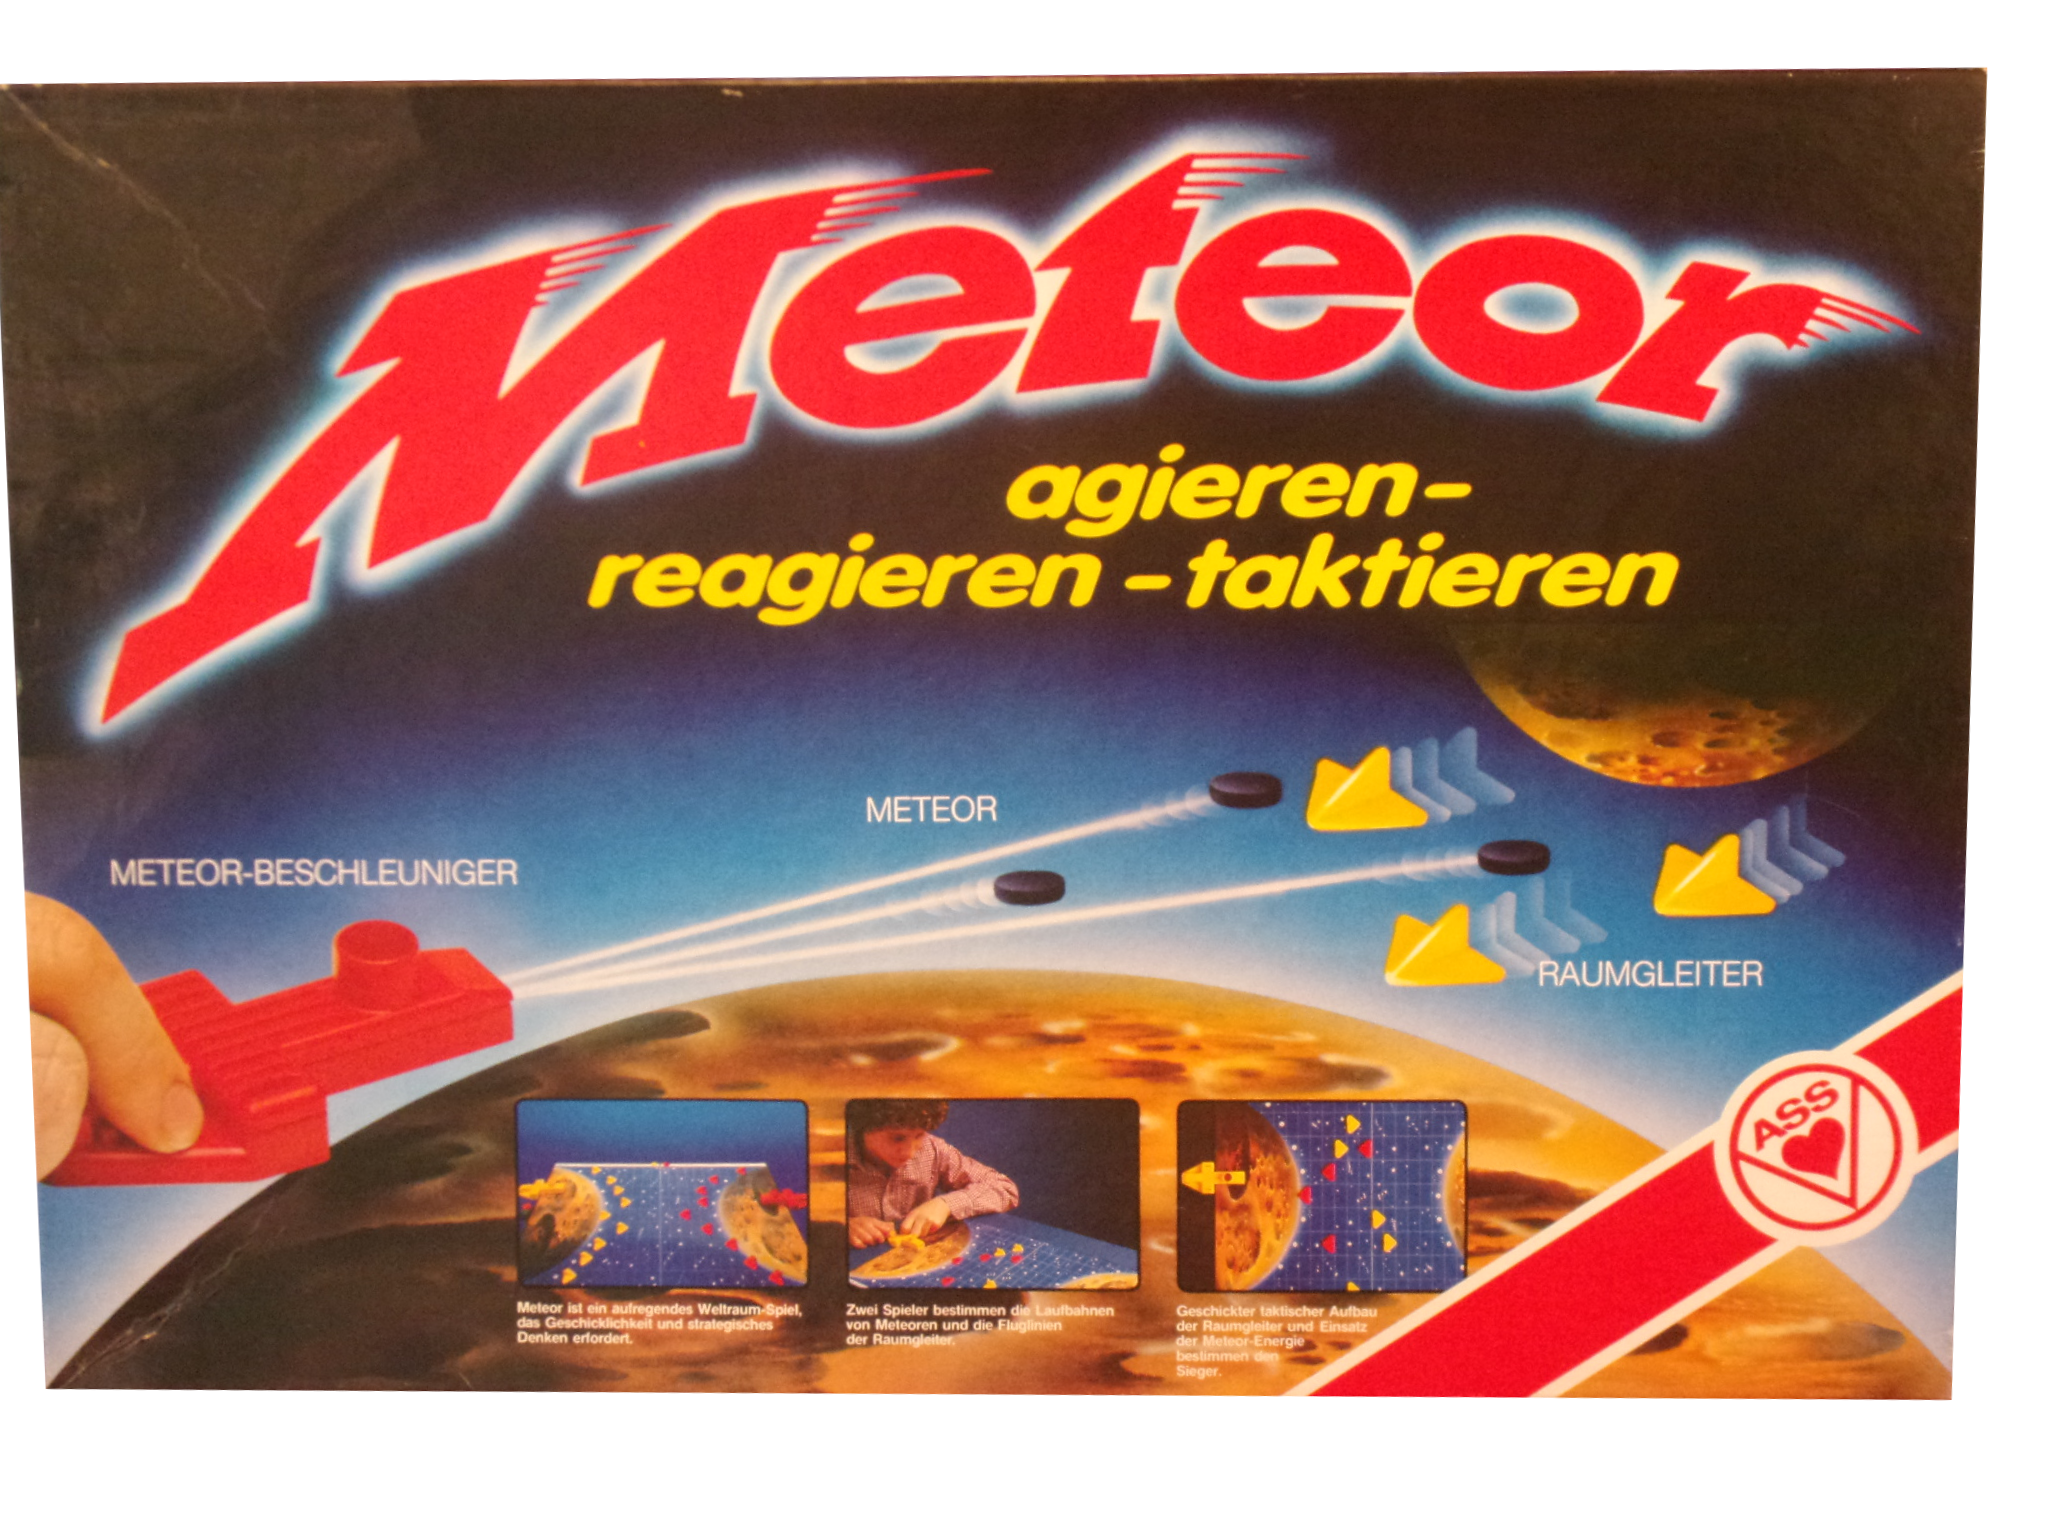 Meteor
agieren-
reagieren-taktieren
METEOR
METEOR-BESCHLEUNIGER
RAUMGLEITER
ASS
Meteor ist ein aufregendes Weltraum-Spiel,
das Geschicklichkeit und strategisches
Denken erfordert.
Zwei Spieler bestimmen die Laufbahnen
von Meteoren und die Fluglinien
der Raumgleiter.
Geschickter taktischer Aufbau
der Raumgleiter und Einsatz
der Meteor-Energie
bestimmen den
Sieger.